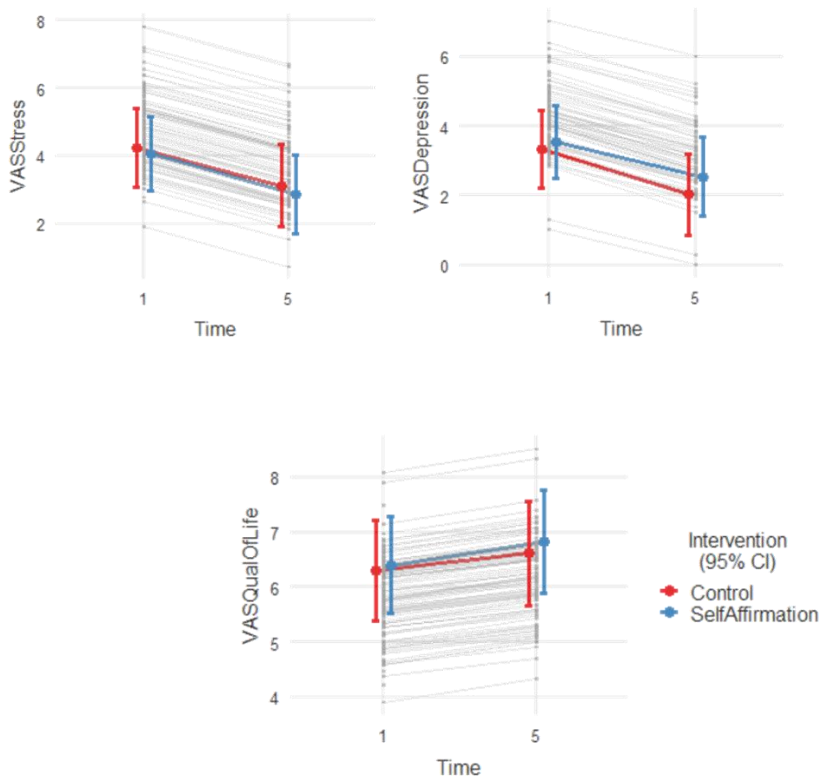 VASStress
8
6
4
2
1
5
Time
VASDepression
6
4
2
0
1
5
Time
VASQualOfLife
8
7
6
5
4
1
5
Time
Intervention
(95% CI)
Control
SelfAffirmation